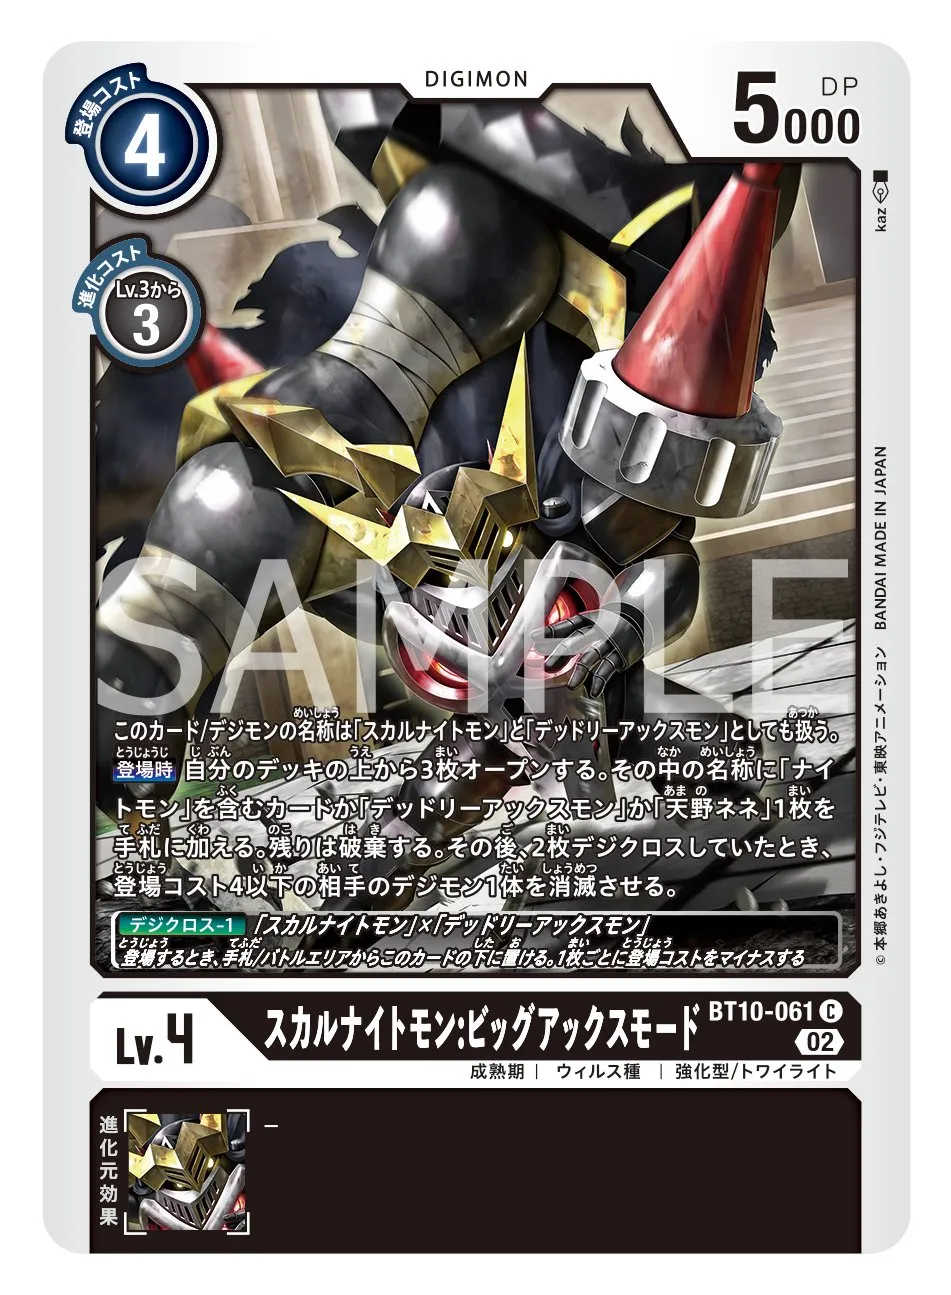 DIGIMON
登場コスト
4
DP
5000
kaz
進化コスト
Lv.3から
3
SAMPLE
このカード/デジモンの名称は「スカルナイトモン」と「デッドリーアックスモン」としても扱う。
登場時 自分のデッキの上から3枚オープンする。その中の名称に「ナイ
トモン」を含むカードか「デッドリーアックスモン」か「天野ネネ」1枚を
手札に加える。残りは破棄する。その後、2枚デジクロスしていたとき、
登場コスト4以下の相手のデジモン1体を消滅させる。
デジクロス-1 「スカルナイトモン」×「デッドリーアックスモン」
登場するとき、手札/バトルエリアからこのカードの下に置ける。1枚ごとに登場コストをマイナスする
©本郷あきよし・フジテレビ・東映アニメーション BANDAI MADE IN JAPAN
Lv.4
スカルナイトモン:ビッグアックスモード
BT10-061 C
02
成熟期 | ウィルス種 | 強化型/トワイライト
進化元効果
–